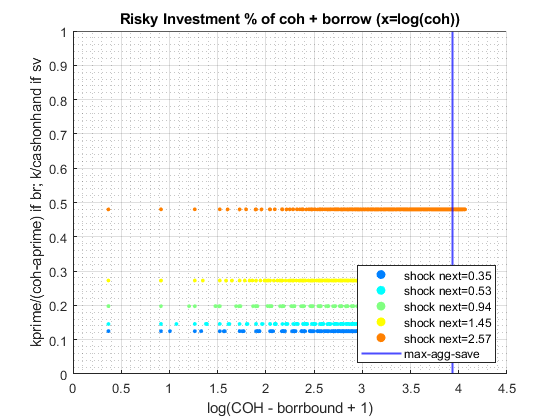 Risky Investment % of coh + borrow (x=log(coh))
kprime/(coh-aprime) if br; k/cashonhand if sv
1
0.9
0.8
0.7
0.6
0.5
0.4
0.3
0.2
0.1
0
0 0.5 1 1.5 2 2.5 3 3.5 4 4.5
log(COH - borrbound + 1)
shock next=0.35
shock next=0.53
shock next=0.94
shock next=1.45
shock next=2.57
max-agg-save